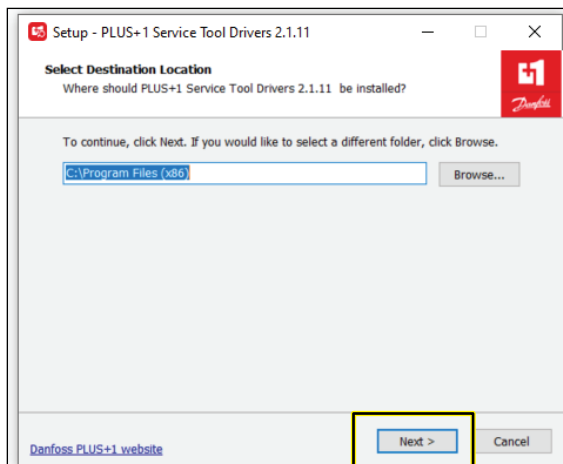 Setup - PLUS+1 Service Tool Drivers 2.1.11
Select Destination Location
Where should PLUS+1 Service Tool Drivers 2.1.11 be installed?
Danfoss
To continue, click Next. If you would like to select a different folder, click Browse.
C:\Program Files (x86)
Browse...
Danfoss PLUS+1 website
Next >
Cancel